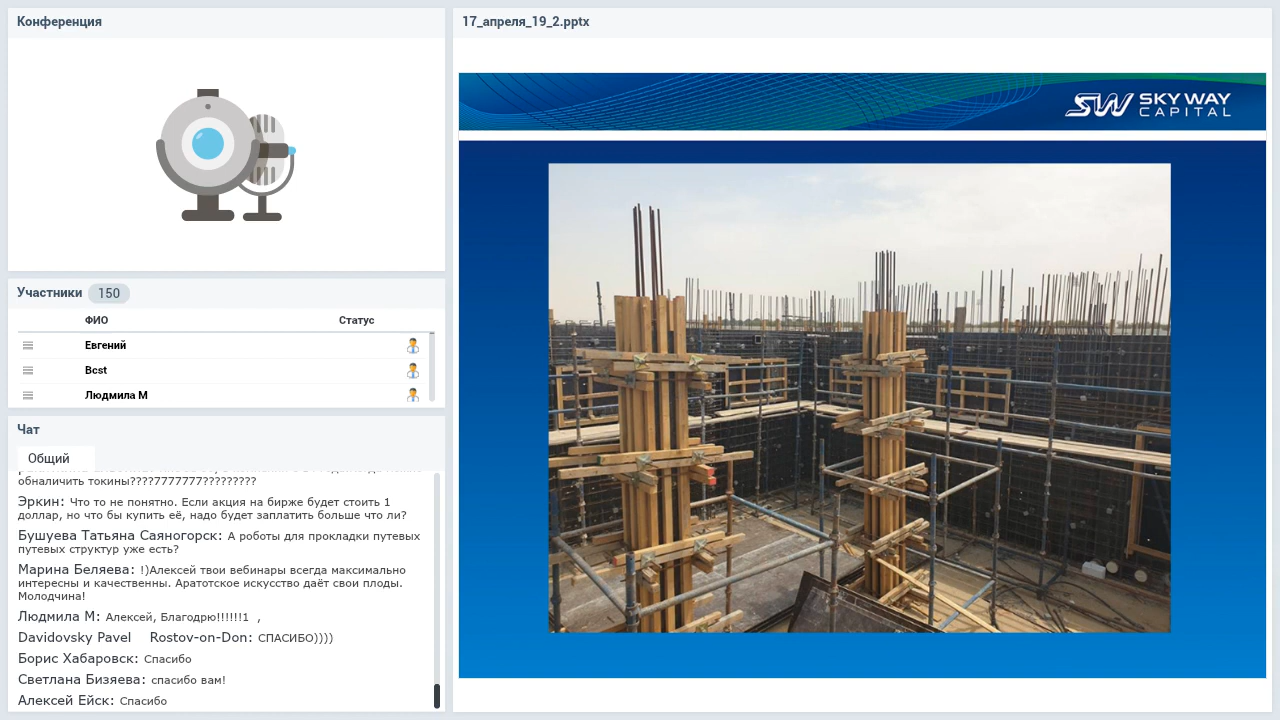 Конференция
17_апреля_19_2.pptx
SW SKY WAY
CAPITAL
Участники 150
ФИО Статус
Евгений
Bcst
Людмила М
Чат
Общий
обналичить токины????7777777?????????
Эркин: Что то не понятно. Если акция на бирже будет стоить 1
доллар, но что бы купить её, надо будет заплатить больше что ли?
Бушуева Татьяна Саяногорск: А роботы для прокладки путевых
путевых структур уже есть?
Марина Беляева: !)Алексей твои вебинары всегда максимально
интересны и качественны. Аратотское искусство даёт свои плоды.
Молодчина!
Людмила М: Алексей, Благодрю!!!!!!1 ,
Davidovsky Pavel Rostov-on-Don: СПАСИБО))))
Борис Хабаровск: Спасибо
Светлана Бизяева: спасибо вам!
Алексей Ейск: Спасибо